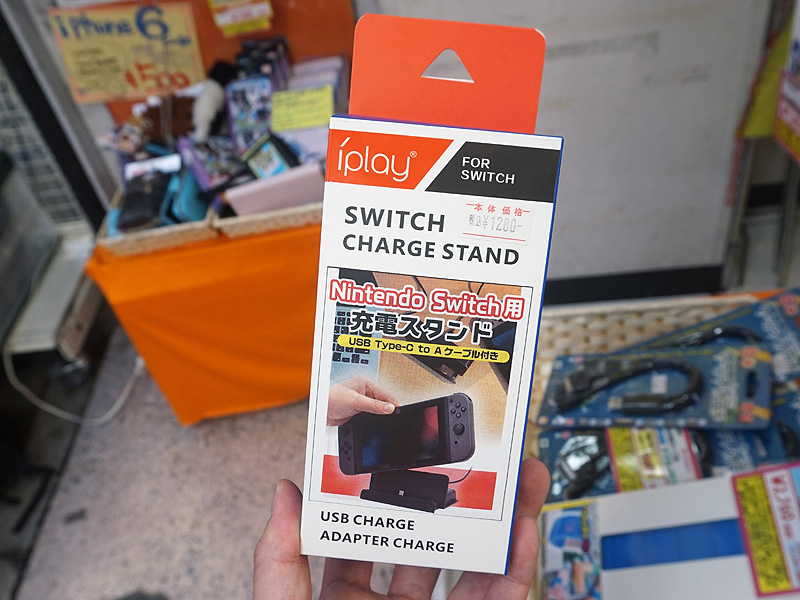 iPhone 6
¥500
íplay®
FOR
SWITCH
本体価格
税込¥1280-
SWITCH
CHARGE STAND
Nintendo Switch用
充電スタンド
USB Type-C to Aケーブル付き
USB CHARGE
ADAPTER CHARGE